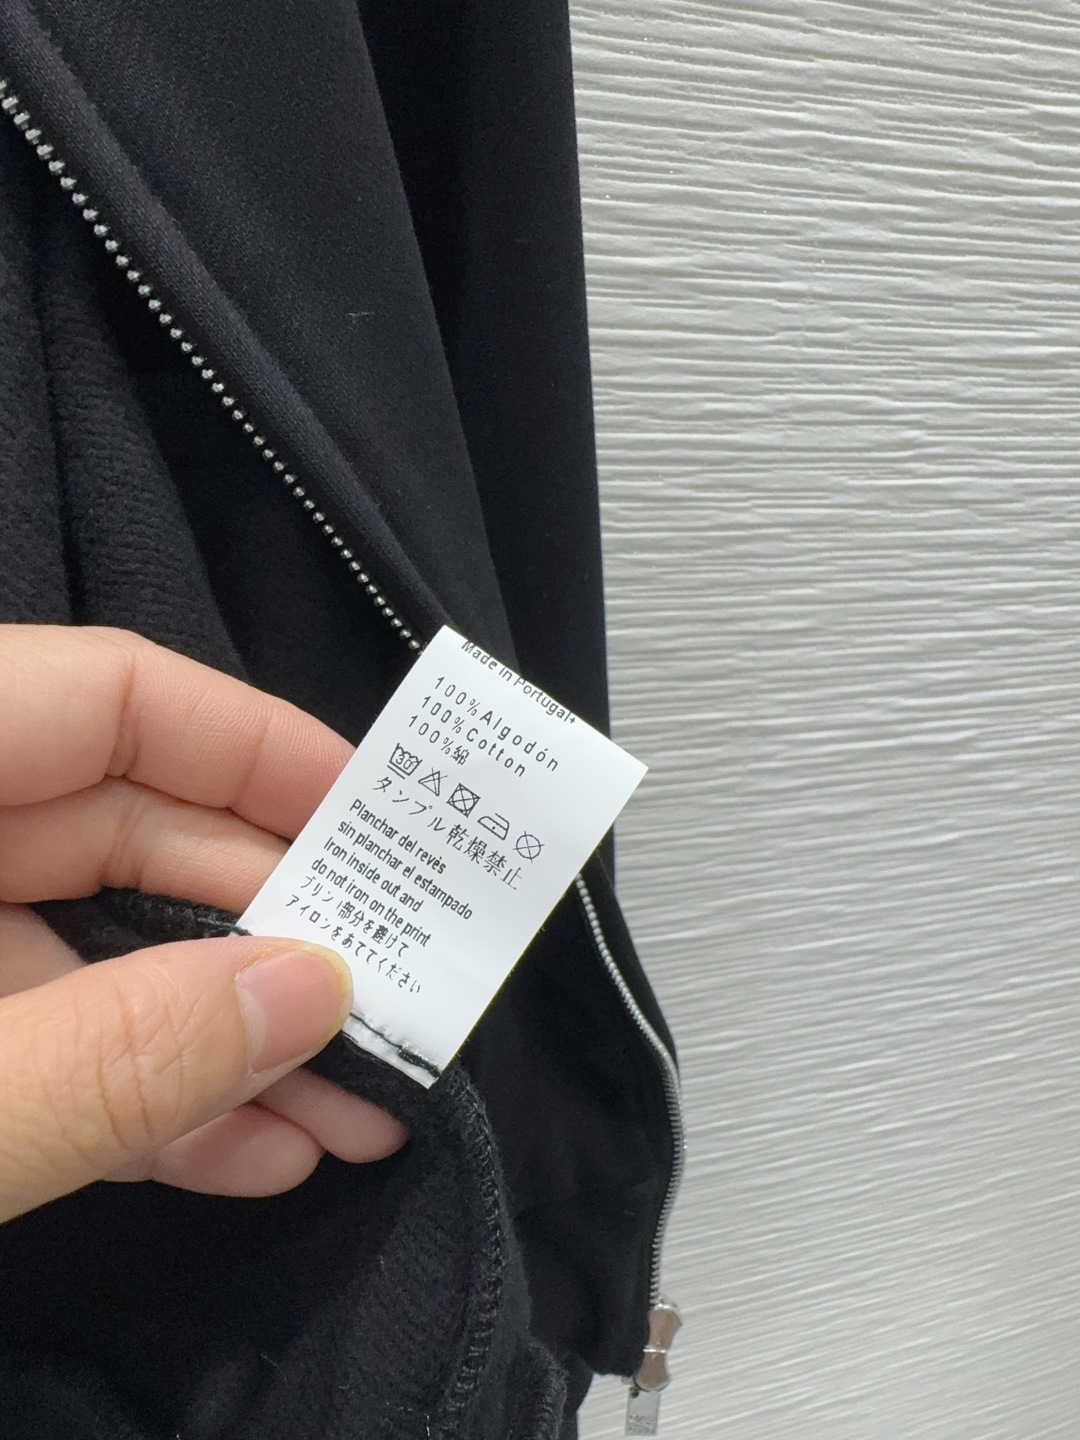 Made in Portugal+
100%Algodón
100%Cotton
100%綿
30
タンブル乾燥禁止
Planchar del revès
sin planchar el estampado
Iron inside out and
do not iron on the print
プリント部分を避けて
アイロンをあててください